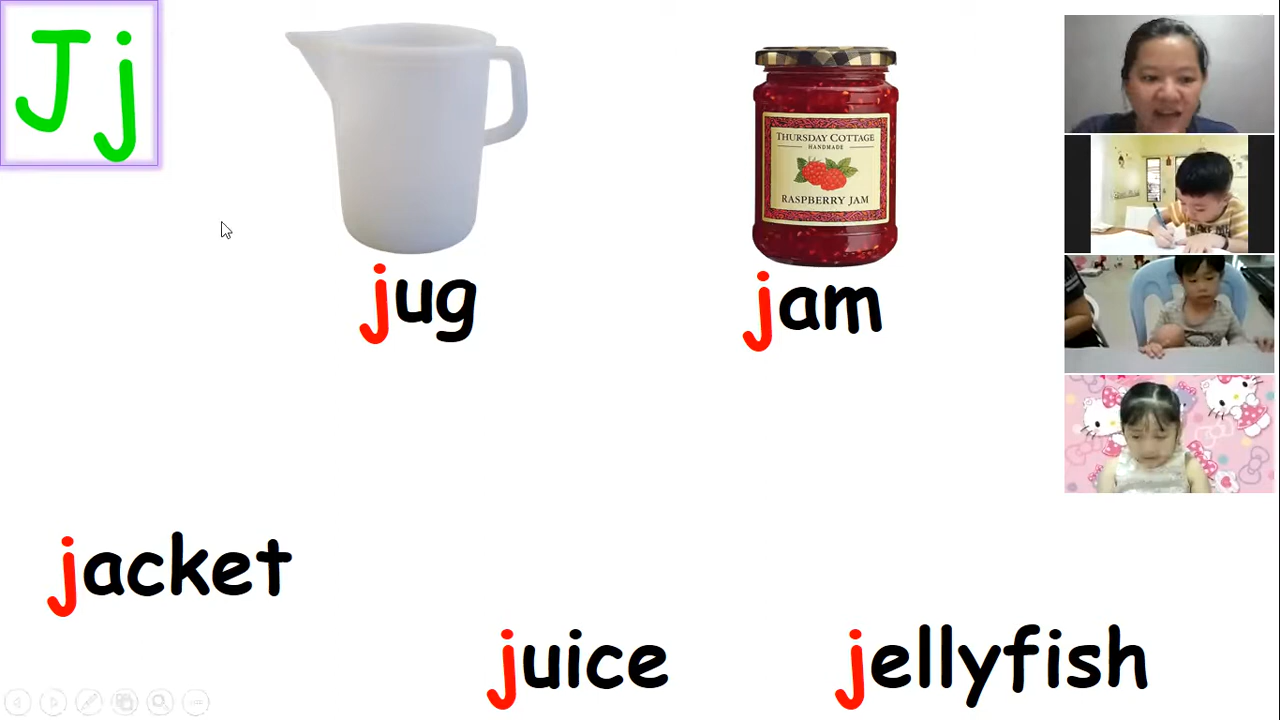 Jj
THURSDAY COTTAGE
HANDMADE
RASPBERRY JAM
jug
jam
jacket
juice
jellyfish